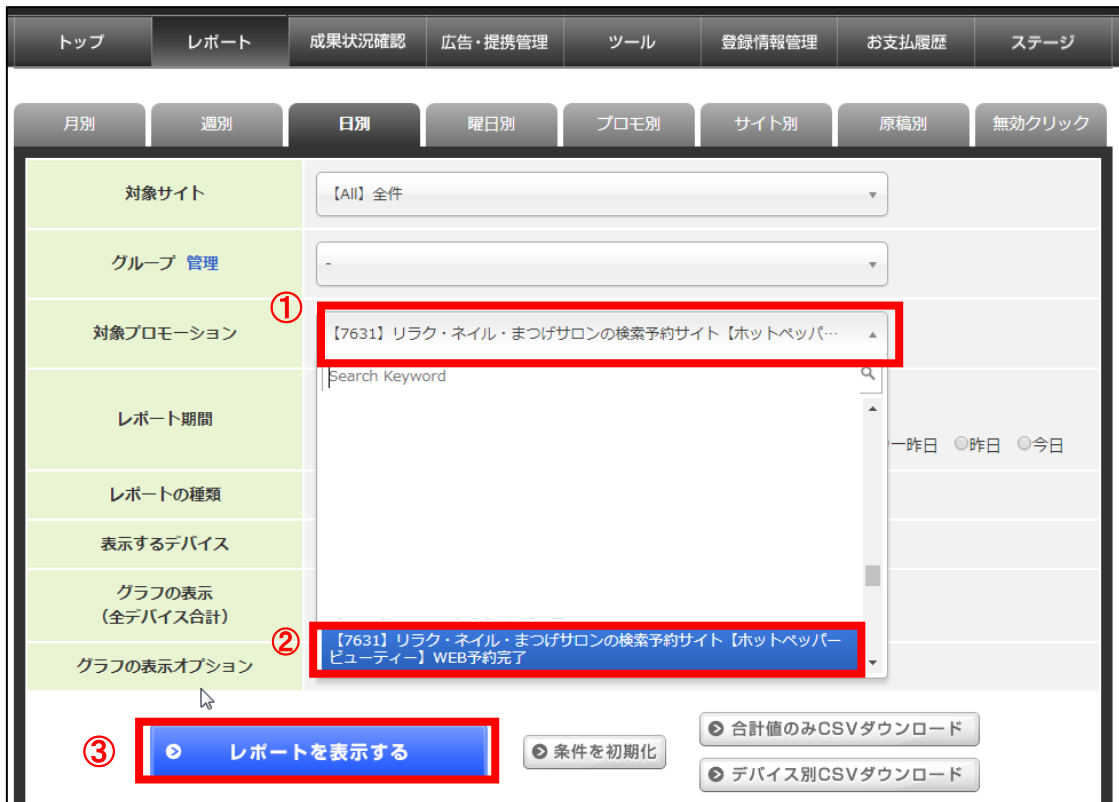 トップ レポート 成果状況確認 広告・提携管理 ツール 登録情報管理 お支払履歴 ステージ
月別 週別 日別 曜日別 プロモ別 サイト別 原稿別 無効クリック
対象サイト 【All】全件
グループ 管理 -
①
対象プロモーション 【7631】リラク・ネイル・まつげサロンの検索予約サイト【ホットペッパ…
Search Keyword
レポート期間
一昨日 昨日 今日
レポートの種類
表示するデバイス
グラフの表示
（全デバイス合計）
②
【7631】リラク・ネイル・まつげサロンの検索予約サイト【ホットペッパー
ビューティー】WEB予約完了
グラフの表示オプション
③ レポートを表示する 条件を初期化 合計値のみCSVダウンロード
デバイス別CSVダウンロード